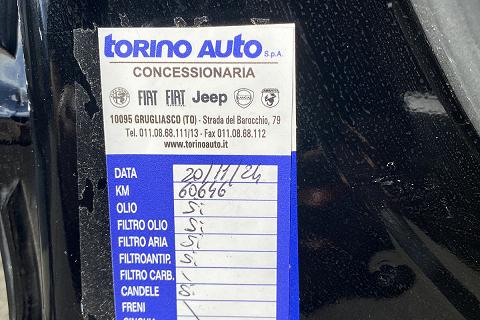 TORINO AUTO S.p.A.
CONCESSIONARIA
FIAT FIAT Jeep
10095 GRUGLIASCO (TO) - Strada del Barocchio, 79
Tel. 011.08.68.111/13 - Fax 011.08.68.112
www.torinoauto.it
DATA 20/11/24
KM 60646
OLIO Si
FILTRO OLIO Si
FILTRO ARIA Si
FILTROANTIP. Si
FILTRO CARB. /
CANDELE Si
FRENI /